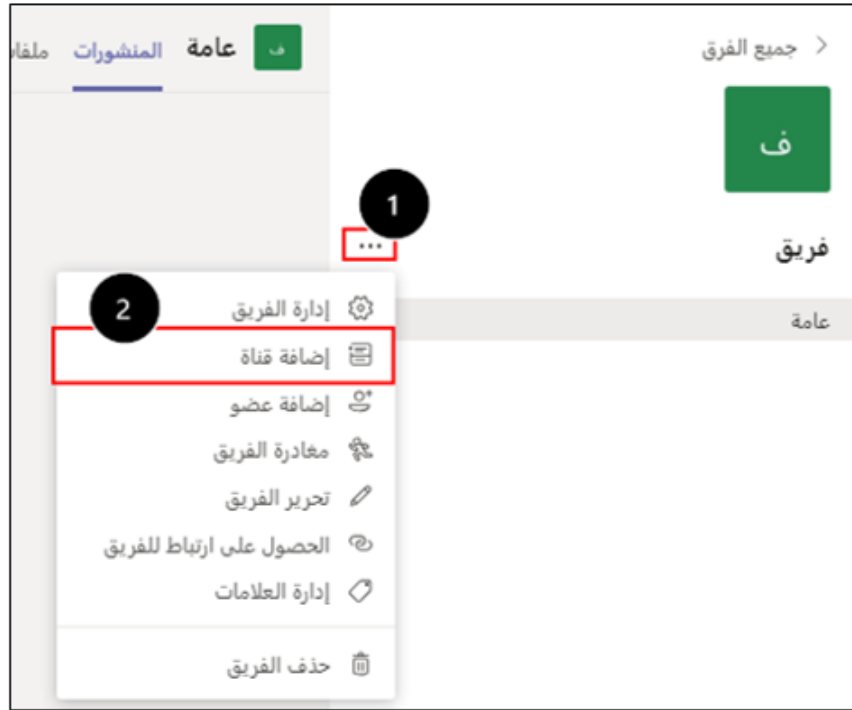 جميع الفرق
ف
فريق
1
...
عامة
ف عامة المنشورات
2
إدارة الفريق
إضافة قناة
إضافة عضو
مغادرة الفريق
تحرير الفريق
الحصول على ارتباط للفريق
إدارة العلامات
حذف الفريق